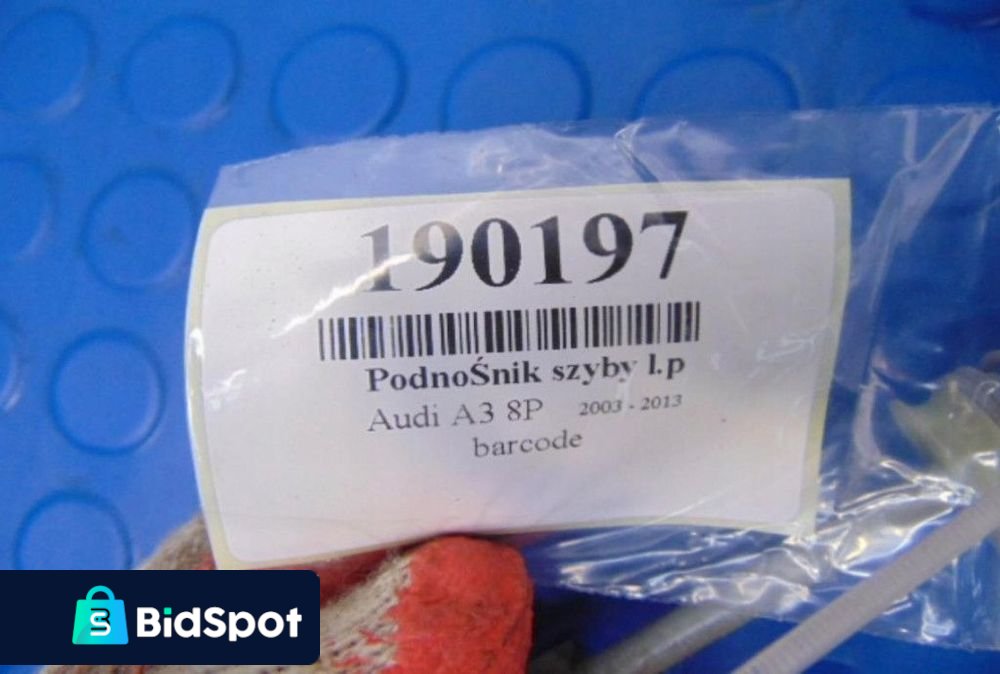 190197
PodnoŚnik szyby l.p
Audi A3 8P 2003 - 2013
barcode
BidSpot